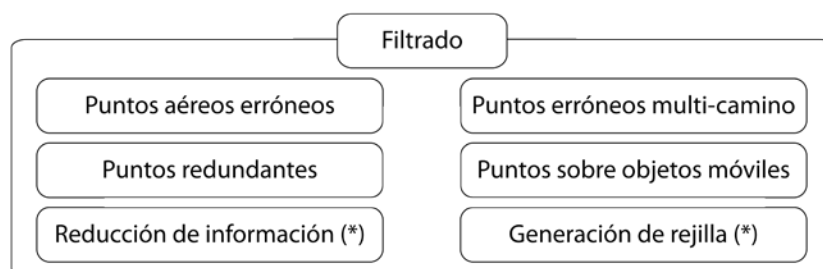 Filtrado
Puntos aéreos erróneos
Puntos erróneos multi-camino
Puntos redundantes
Puntos sobre objetos móviles
Reducción de información (*)
Generación de rejilla (*)